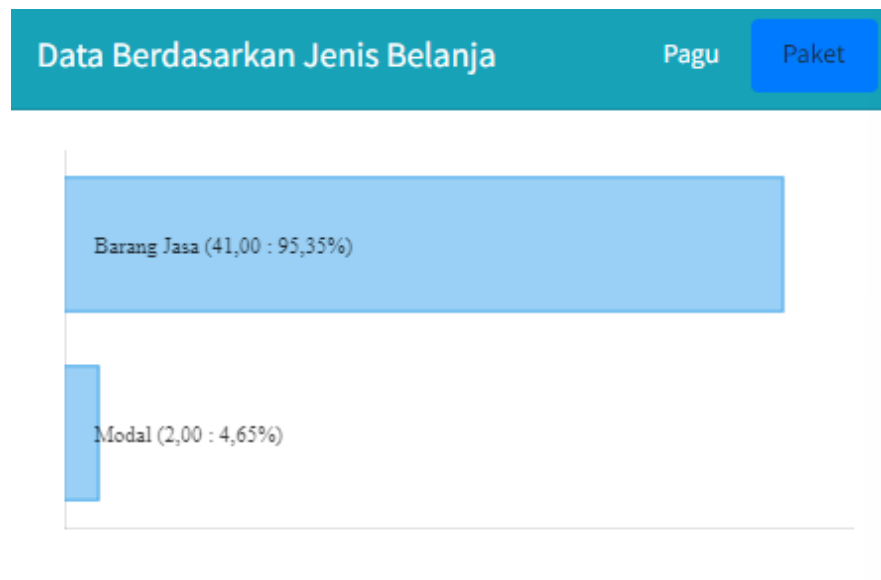 Data Berdasarkan Jenis Belanja
Pagu
Paket
Barang Jasa (41,00 : 95,35%)
Modal (2,00 : 4,65%)